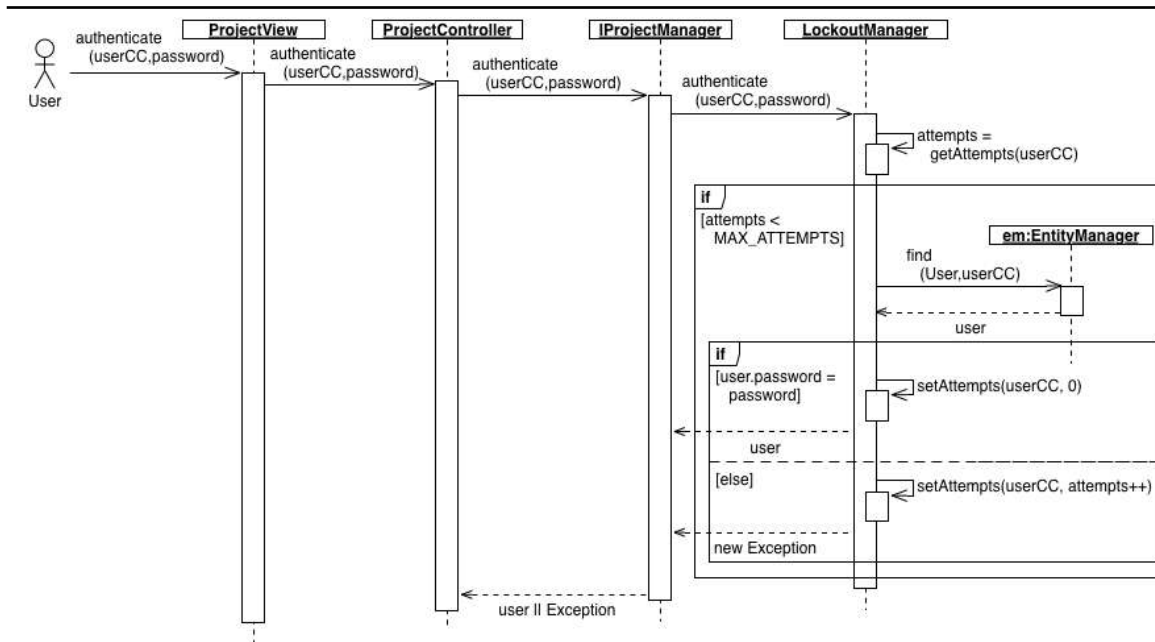 ProjectView
ProjectController
IProjectManager
LockoutManager
authenticate
(userCC,password)
authenticate
(userCC,password)
authenticate
(userCC,password)
authenticate
(userCC,password)
User
attempts =
getAttempts(userCC)
if
[attempts <
MAX_ATTEMPTS]
em:EntityManager
find
(User,userCC)
user
if
[user.password =
password]
setAttempts(userCC, 0)
user
[else]
setAttempts(userCC, attempts++)
new Exception
user II Exception